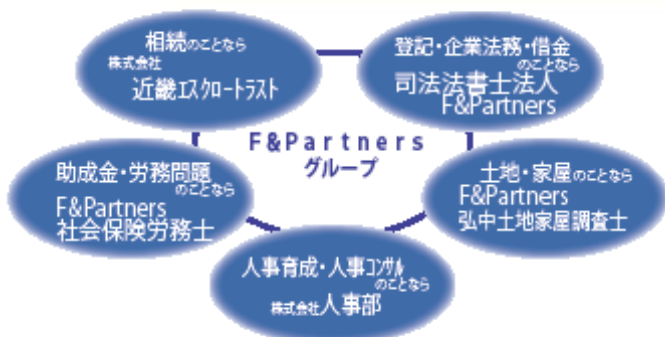 相続のことなら
株式会社
近畿エスクロートラスト
登記・企業法務・借金
のことなら
司法法書士法人
F&Partners
F&Partners
グループ
助成金・労務問題
のことなら
F&Partners
社会保険労務士
土地・家屋のことなら
F&Partners
弘中土地家屋調査士
人事育成・人事コンサル
のことなら
株式会社人事部